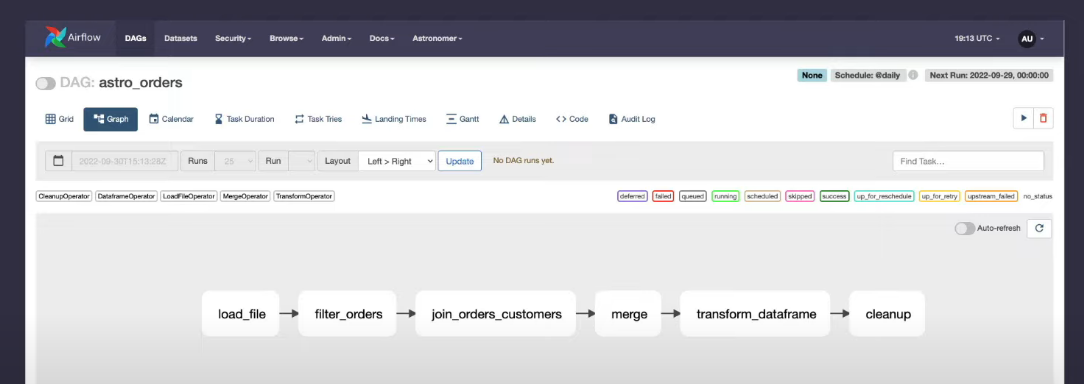 Airflow DAGs Datasets Security Browse Admin Docs Astronomer 19:13 UTC AU
DAG: astro_orders
None Schedule: @daily Next Run: 2022-09-29, 00:00:00
Grid Graph Calendar Task Duration Task Tries Landing Times Gantt Details <> Code Audit Log
2022-09-30T15:13:09Z Runs 25 Run Layout Left > Right Update No DAG runs yet. Find Task...
CleanupOperator DataframeOperator LoadFileOperator MergeOperator TransformOperator deferred failed queued running scheduled skipped success up_for_reschedule up_for_retry upstream_failed no_status
Auto-refresh
load_file filter_orders join_orders_customers merge transform_dataframe cleanup